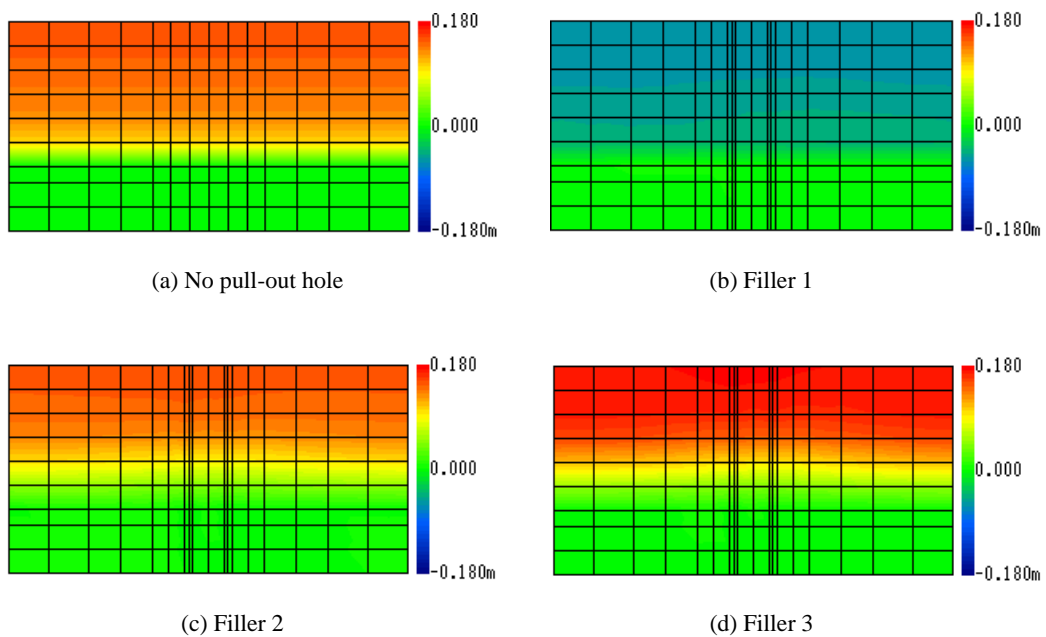 0.180
0.000
-0.180m
(a) No pull-out hole
0.180
0.000
-0.180m
(b) Filler 1
0.180
0.000
-0.180m
(c) Filler 2
0.180
0.000
-0.180m
(d) Filler 3